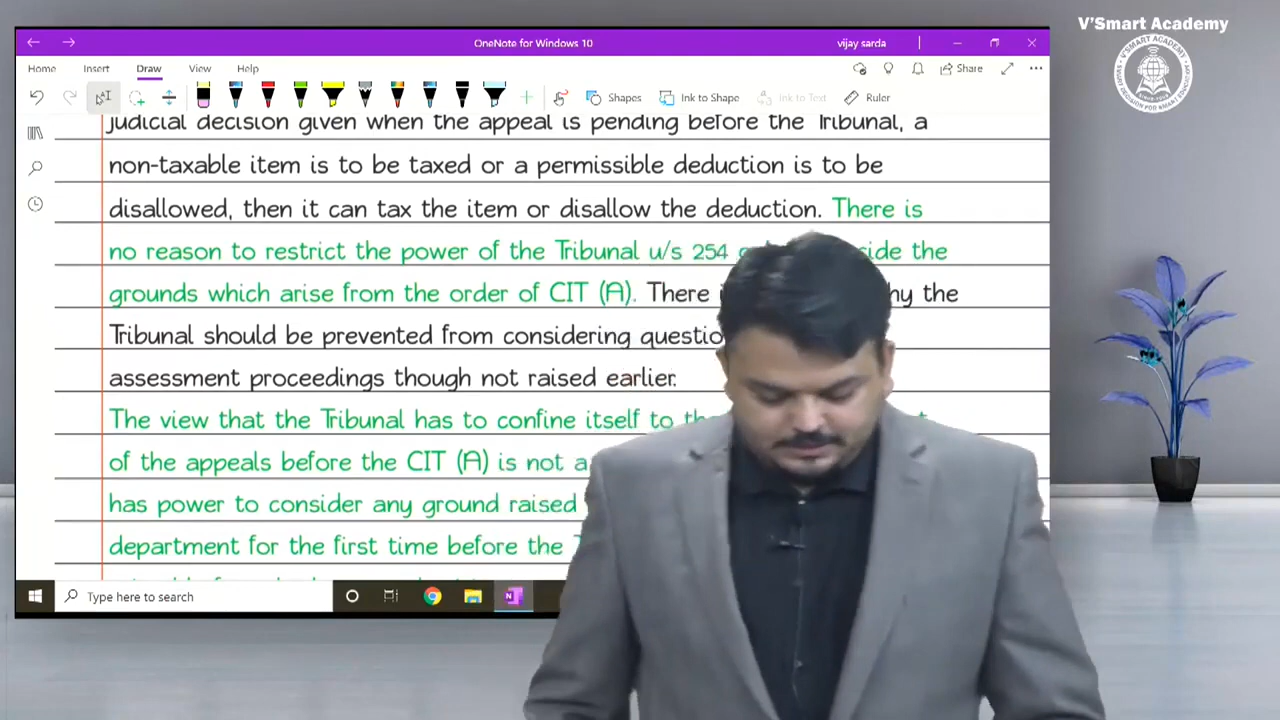 V'Smart Academy
OneNote for Windows 10
vijay sarda
Home Insert Draw View Help
Share
Shapes Ink to Shape Ink to Text Ruler
judicial decision given when the appeal is pending before the Tribunal, a
non-taxable item is to be taxed or a permissible deduction is to be
disallowed, then it can tax the item or disallow the deduction. There is
no reason to restrict the power of the Tribunal u/s 254 the
grounds which arise from the order of CIT (A). There the
Tribunal should be prevented from considering
assessment proceedings though not raised earlier.
The view that the Tribunal has to confine itself to
of the appeals before the CIT (A) is not
has power to consider any ground raised
department for the first time before the
Type here to search